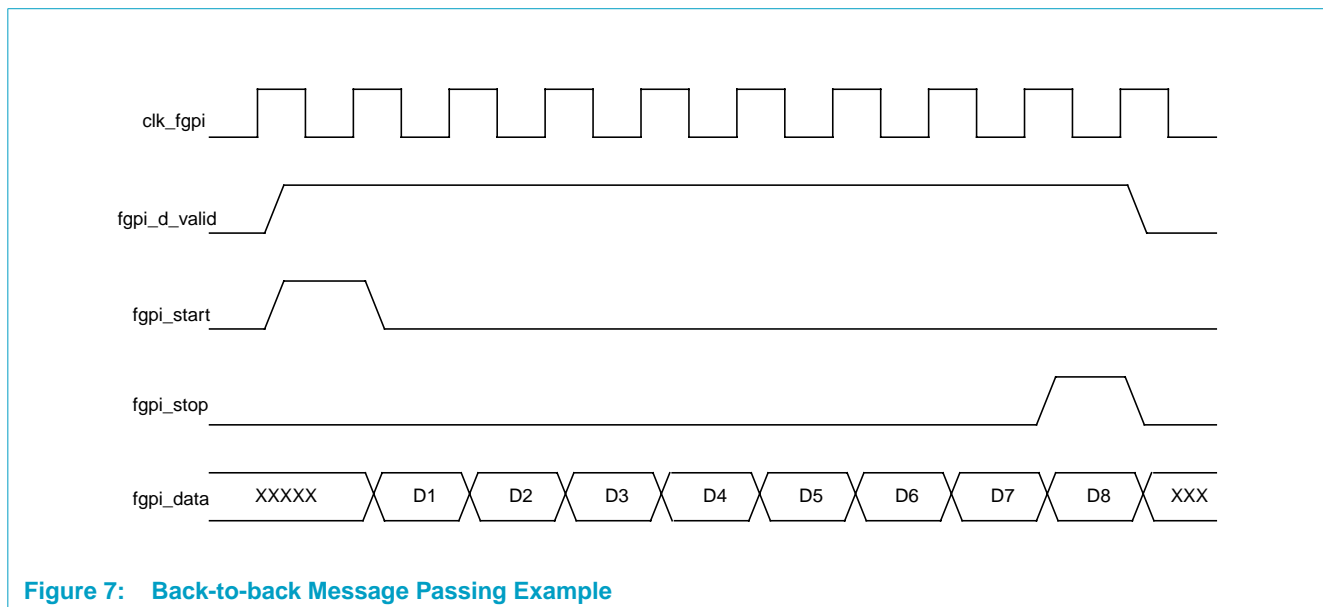 clk_fgpi
fgpi_d_valid
fgpi_start
fgpi_stop
fgpi_data XXXXX D1 D2 D3 D4 D5 D6 D7 D8 XXX
Figure 7: Back-to-back Message Passing Example